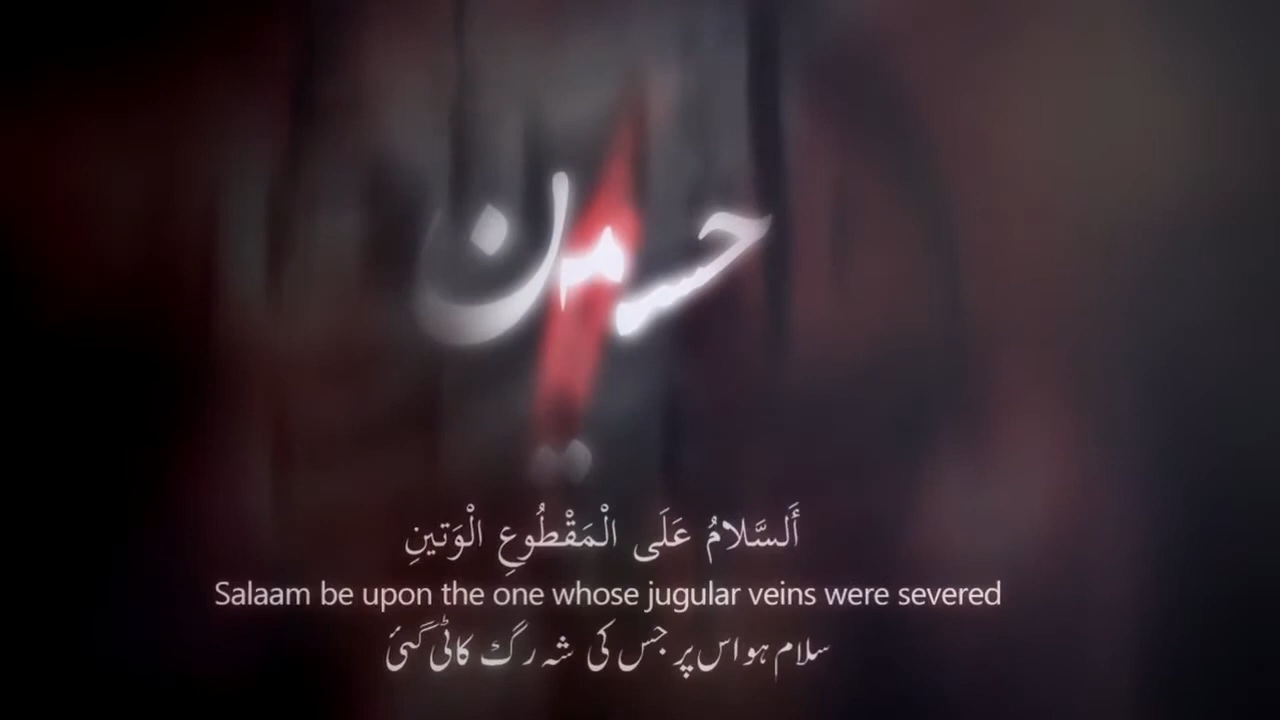 حسین
أَلسَّلامُ عَلَى الْمَقْطُوعِ الْوَتينِ
Salaam be upon the one whose jugular veins were severed
سلام ہو اس پر جس کی شہ رگ کاٹی گئی